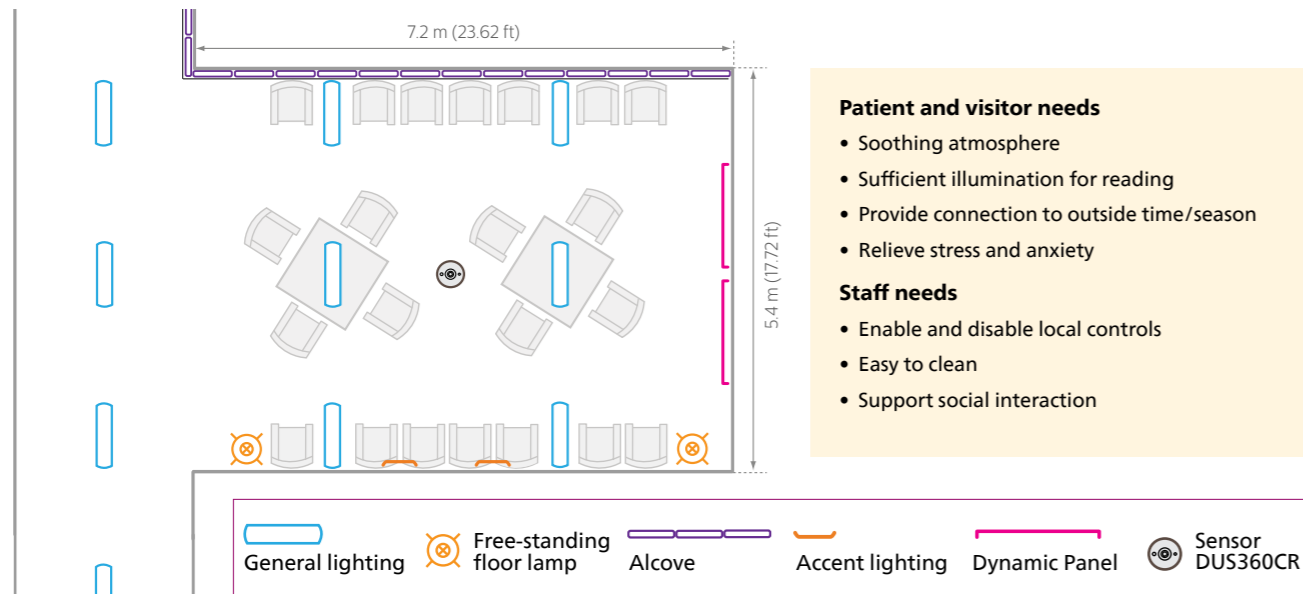 7.2 m (23.62 ft)
5.4 m (17.72 ft)
Patient and visitor needs
• Soothing atmosphere
• Sufficient illumination for reading
• Provide connection to outside time/season
• Relieve stress and anxiety
Staff needs
• Enable and disable local controls
• Easy to clean
• Support social interaction
General lighting
Free-standing
floor lamp
Alcove
Accent lighting
Dynamic Panel
Sensor
DUS360CR